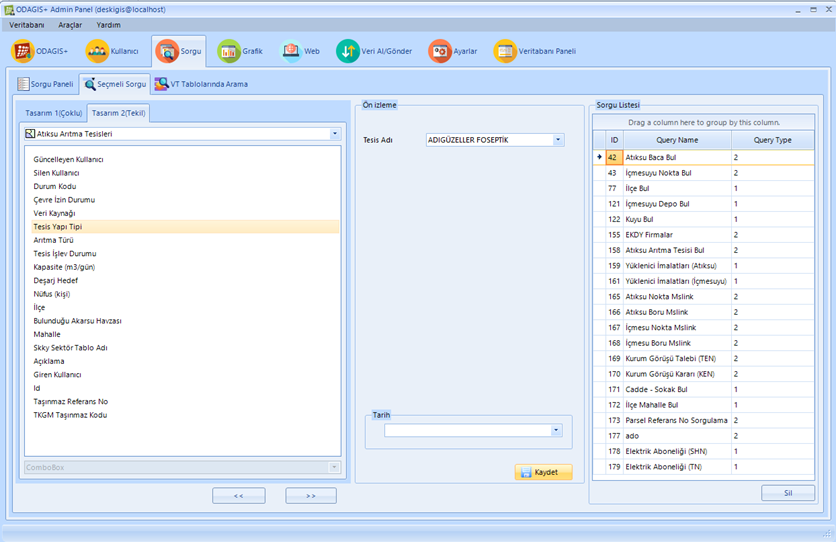 ODAGIS+ Admin Panel (deskigis@localhost)
Veritabanı Araçlar Yardım
ODAGIS+ Kullanıcı Sorgu Grafik Web Veri Al/Gönder Ayarlar Veritabanı Paneli
Sorgu Paneli Seçmeli Sorgu VT Tablolarında Arama
Tasarım 1(Çoklu) Tasarım 2(Tekil)
Atıksu Arıtma Tesisleri
Güncelleyen Kullanıcı
Silen Kullanıcı
Durum Kodu
Çevre İzin Durumu
Veri Kaynağı
Tesis Yapı Tipi
Arıtma Türü
Tesis İşlev Durumu
Kapasite (m3/gün)
Deşarj Hedef
Nüfus (kişi)
İlçe
Bulunduğu Akarsu Havzası
Mahalle
Skky Sektör Tablo Adı
Açıklama
Giren Kullanıcı
Id
Taşınmaz Referans No
TKGM Taşınmaz Kodu
ComboBox
<< >>
Ön izleme
Tesis Adı ADIGÜZELLER FOSEPTİK
Tarih
Kaydet
Sorgu Listesi
Drag a column here to group by this column.
ID Query Name Query Type
42 Atıksu Baca Bul 2
43 İçmesuyu Nokta Bul 2
77 İlçe Bul 1
121 İçmesuyu Depo Bul 1
122 Kuyu Bul 1
155 EKDY Firmalar 2
158 Atıksu Arıtma Tesisi Bul 2
159 Yüklenici İmalatları (Atıksu) 1
161 Yüklenici İmalatları (İçmesuyu) 1
165 Atıksu Nokta Mslink 2
166 Atıksu Boru Mslink 2
167 İçmesu Nokta Mslink 2
168 İçmesu Boru Mslink 2
169 Kurum Görüşü Talebi (TEN) 2
170 Kurum Görüşü Kararı (KEN) 2
171 Cadde - Sokak Bul 1
172 İlçe Mahalle Bul 1
173 Parsel Referans No Sorgulama 2
177 ado 2
178 Elektrik Aboneliği (SHN) 1
179 Elektrik Aboneliği (TN) 1
Sil